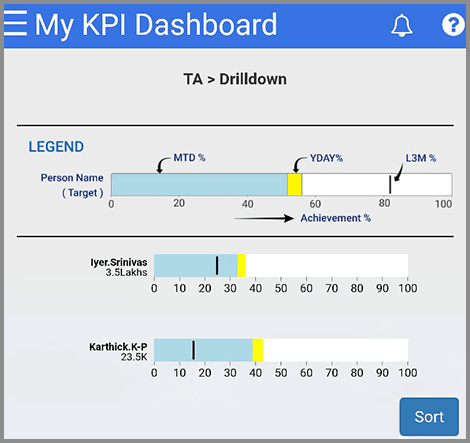 My KPI Dashboard
TA > Drilldown
LEGEND
MTD %
YDAY%
L3M %
Person Name
( Target )
0 20 40 60 80 100
Achievement %
Iyer.Srinivas
3.5Lakhs
0 10 20 30 40 50 60 70 80 90 100
Karthick.K-P
23.5K
0 10 20 30 40 50 60 70 80 90 100
Sort